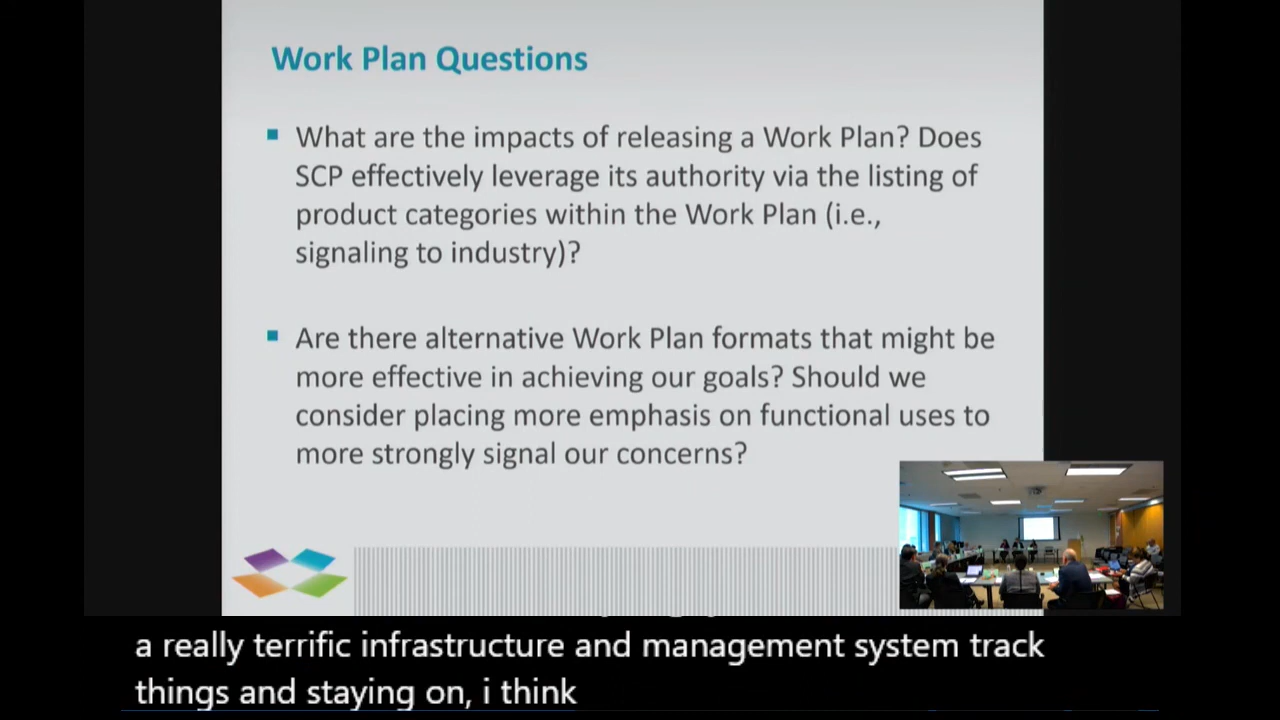 Work Plan Questions
What are the impacts of releasing a Work Plan? Does
SCP effectively leverage its authority via the listing of
product categories within the Work Plan (i.e.,
signaling to industry)?
Are there alternative Work Plan formats that might be
more effective in achieving our goals? Should we
consider placing more emphasis on functional uses to
more strongly signal our concerns?
a really terrific infrastructure and management system track
things and staying on, i think